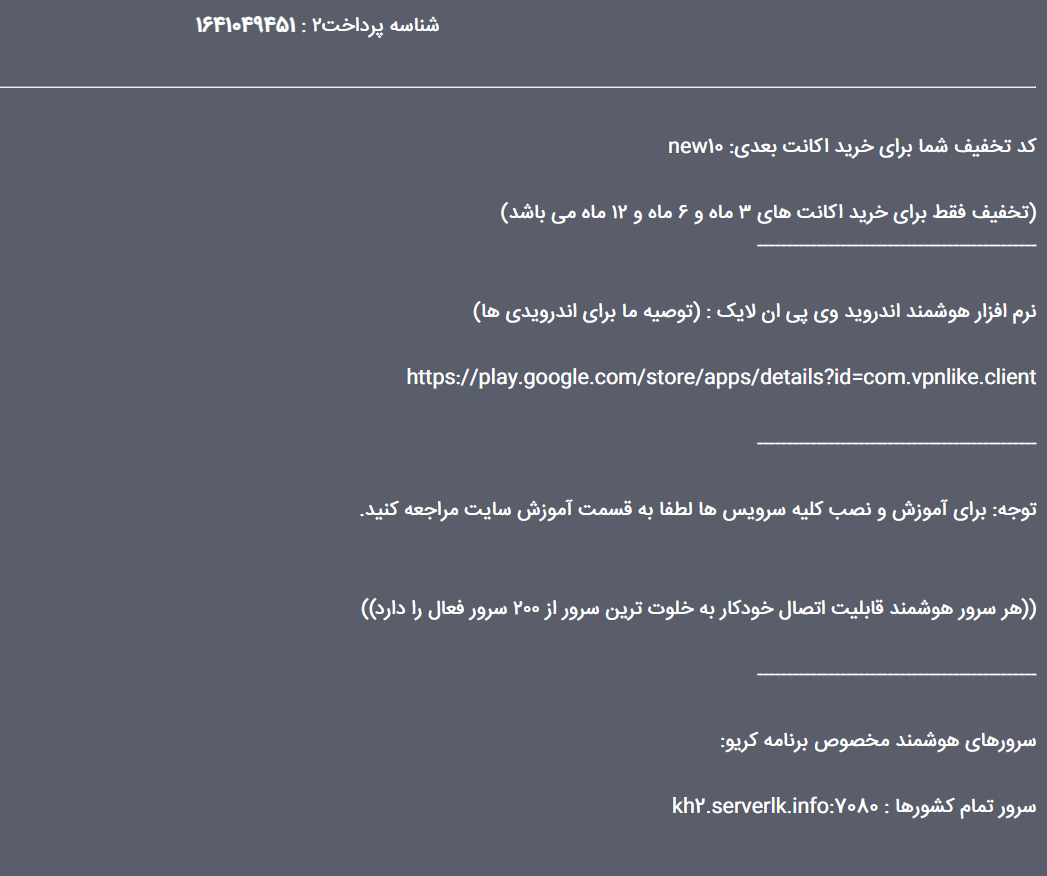 شناسه پرداخت۲ : ۱۶۴۱۰۴۹۴۵۱
کد تخفیف شما برای خرید اکانت بعدی: new۱۰
(تخفیف فقط برای خرید اکانت های ۳ ماه و ۶ ماه و ۱۲ ماه می باشد)
نرم افزار هوشمند اندروید وی پی ان لایک : (توصیه ما برای اندرویدی ها)
https://play.google.com/store/apps/details?id=com.vpnlike.client
توجه: برای آموزش و نصب کلیه سرویس ها لطفا به قسمت آموزش سایت مراجعه کنید.
((هر سرور هوشمند قابلیت اتصال خودکار به خلوت ترین سرور از ۲۰۰ سرور فعال را دارد))
سرورهای هوشمند مخصوص برنامه کریو:
سرور تمام کشورها : kh۲.serverlk.info:۷۰۸۰